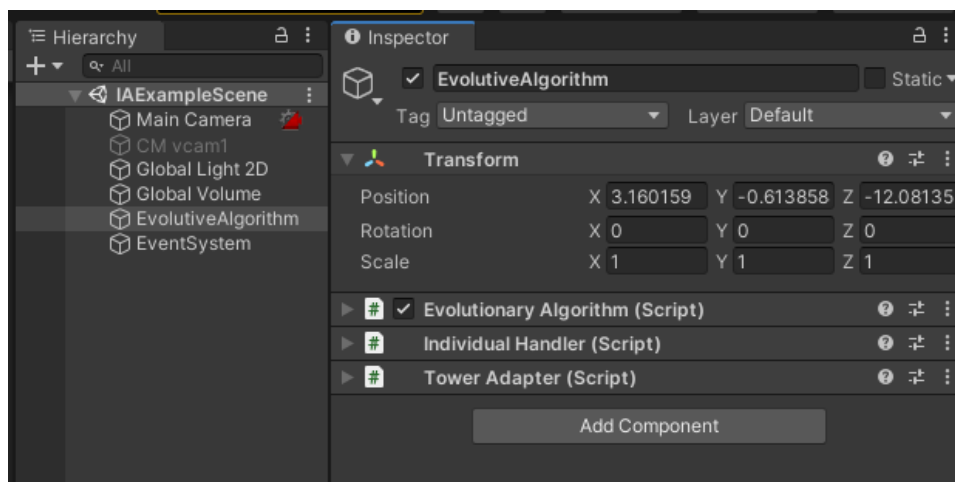 Hierarchy
All
IAExampleScene
Main Camera
CM vcam1
Global Light 2D
Global Volume
EvolutiveAlgorithm
EventSystem
Inspector
EvolutiveAlgorithm Static
Tag Untagged Layer Default
Transform
Position X 3.160159 Y -0.613858 Z -12.08135
Rotation X 0 Y 0 Z 0
Scale X 1 Y 1 Z 1
# Evolutionary Algorithm (Script)
# Individual Handler (Script)
# Tower Adapter (Script)
Add Component